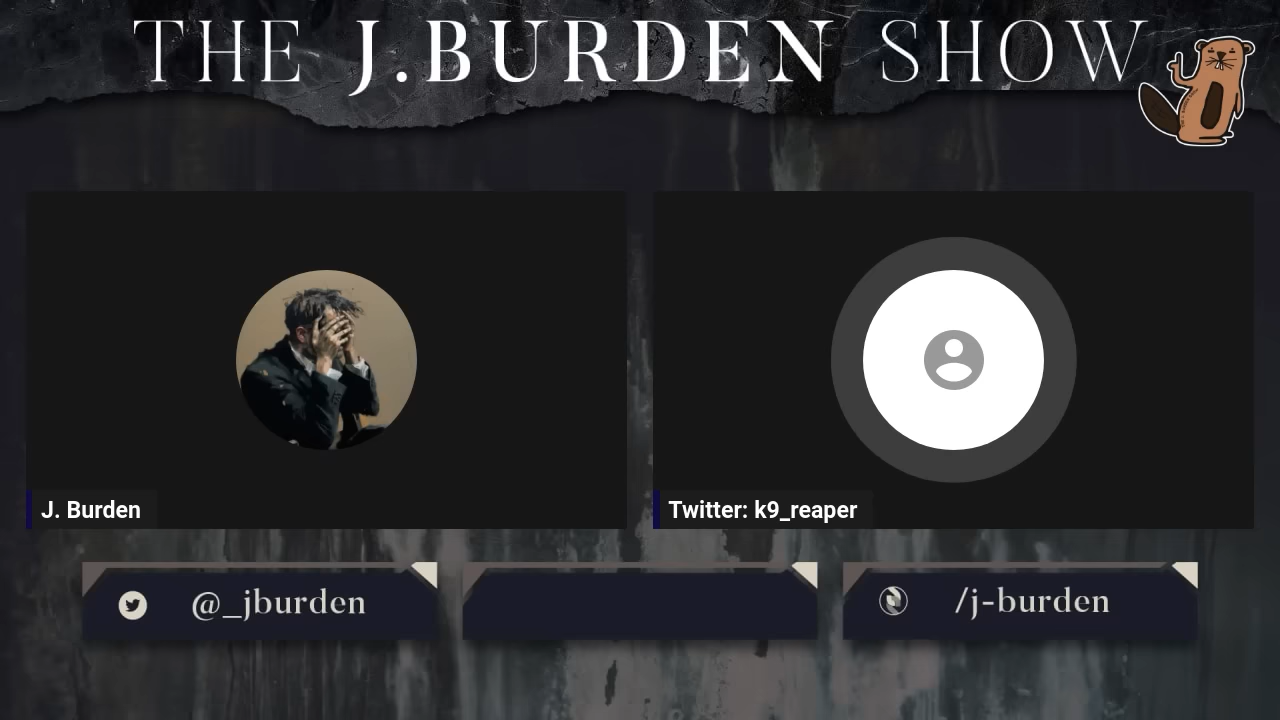 THE J.BURDEN SHOW
J. Burden
Twitter: k9_reaper
@_jburden
/j-burden